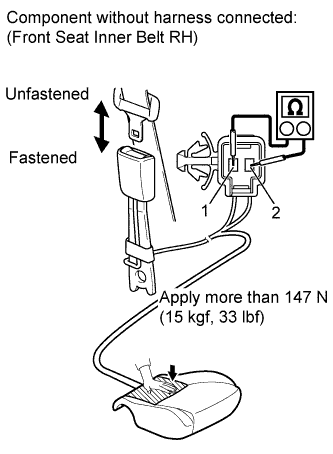 Component without harness connected:
(Front Seat Inner Belt RH)
Unfastened
Fastened
Ω
1
2
Apply more than 147 N
(15 kgf, 33 lbf)